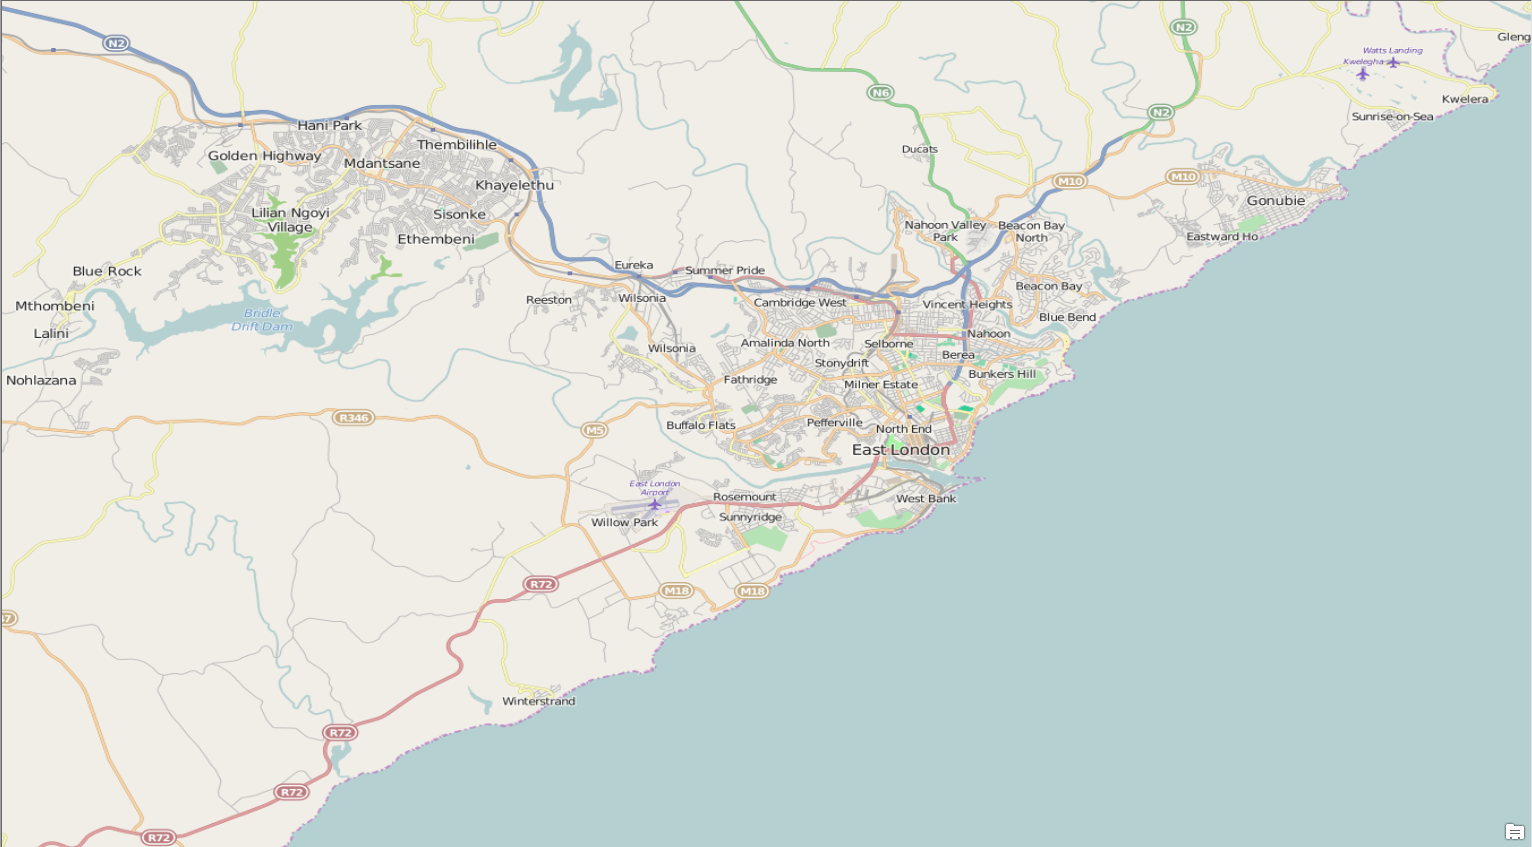 N2
N2
Gleng
Watts Landing
Kwelegha
N6
Kwelera
N2
Sunrise-on-Sea
Hani Park
Thembilihle
Golden Highway
Mdantsane
Ducats
Khayelethu
M10
M10
Gonubie
Lilian Ngoyi
Village
Sisonke
Nahoon Valley
Park
Beacon Bay
North
Ethembeni
Eastward Ho
Blue Rock
Eureka
Summer Pride
Beacon Bay
Mthombeni
Reeston
Wilsonia
Cambridge West
Vincent Heights
Bridle
Drift Dam
Blue Bend
Lalini
Nahoon
Wilsonia
Amalinda North
Selborne
Berea
Stonydrift
Nohlazana
Fathridge
Milner Estate
Bunkers Hill
R346
M5
Buffalo Flats
Pefferville
North End
East London
East London
Airport
Rosemount
West Bank
Willow Park
Sunnyridge
R72
M18
M18
7
Winterstrand
R72
R72
R72